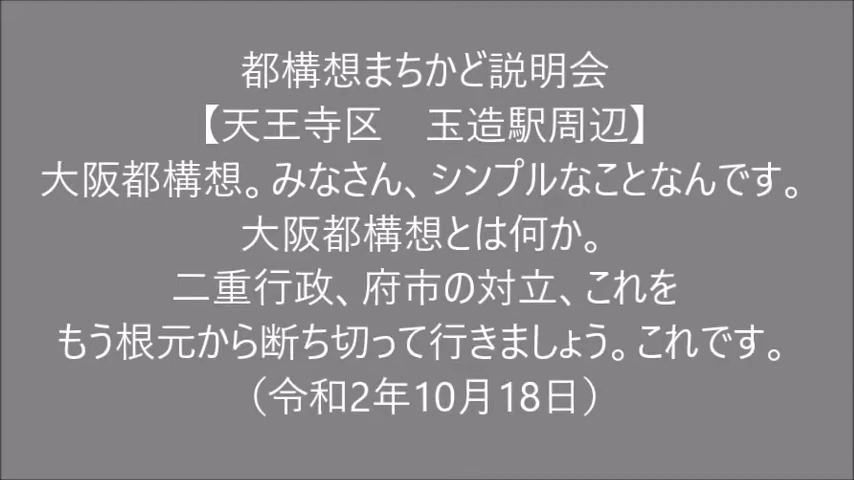 都構想まちかど説明会
【天王寺区　玉造駅周辺】
大阪都構想。みなさん、シンプルなことなんです。
大阪都構想とは何か。
二重行政、府市の対立、これを
もう根元から断ち切って行きましょう。これです。
（令和2年10月18日）